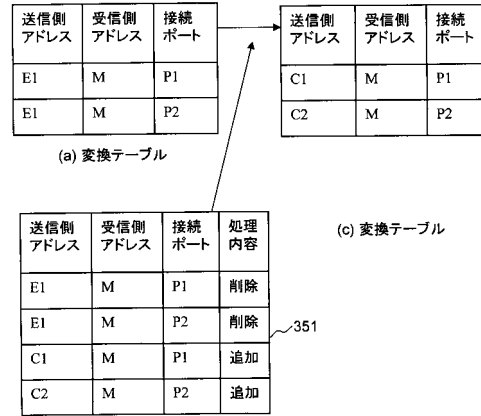 送信側アドレス 受信側アドレス 接続ポート
E1 M P1
E1 M P2
(a) 変換テーブル
送信側アドレス 受信側アドレス 接続ポート
C1 M P1
C2 M P2
(c) 変換テーブル
送信側アドレス 受信側アドレス 接続ポート 処理内容
E1 M P1 削除
E1 M P2 削除
C1 M P1 追加
C2 M P2 追加
351